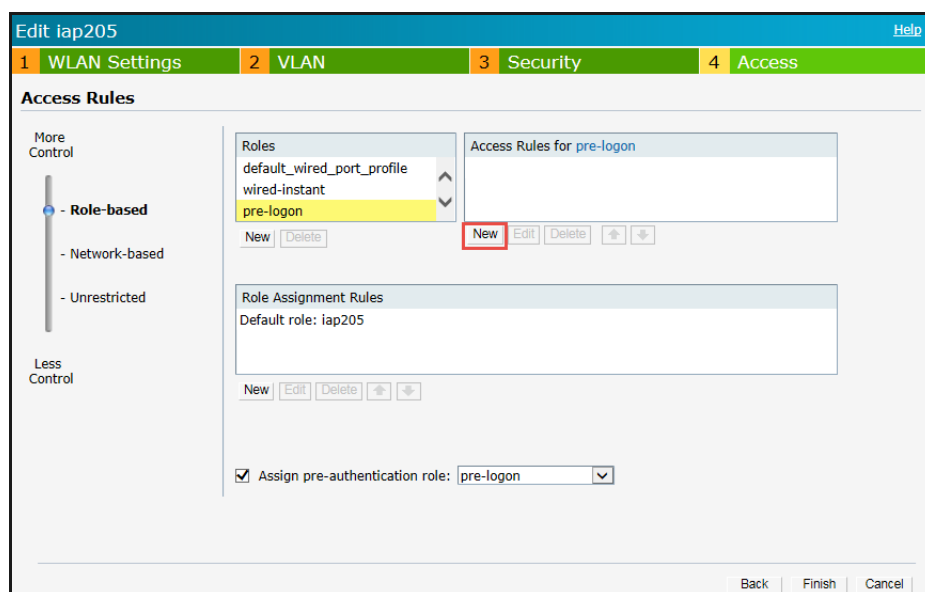 Edit iap205
Help
1 WLAN Settings
2 VLAN
3 Security
4 Access
Access Rules
More
Control
- Role-based
- Network-based
- Unrestricted
Less
Control
Roles
default_wired_port_profile
wired-instant
pre-logon
New Delete
Access Rules for pre-logon
New Edit Delete
Role Assignment Rules
Default role: iap205
New Edit Delete
Assign pre-authentication role: pre-logon
Back Finish Cancel